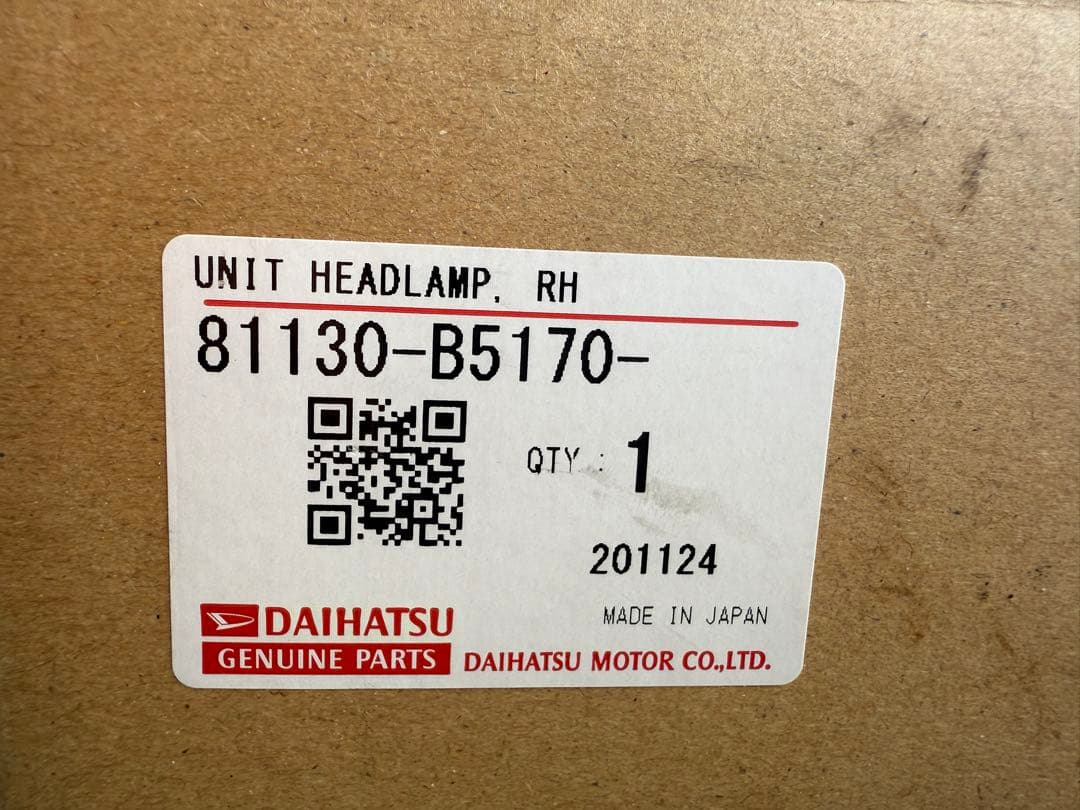 UNIT HEADLAMP, RH
81130-B5170-
QTY : 1
201124
MADE IN JAPAN
DAIHATSU
GENUINE PARTS
DAIHATSU MOTOR CO.,LTD.